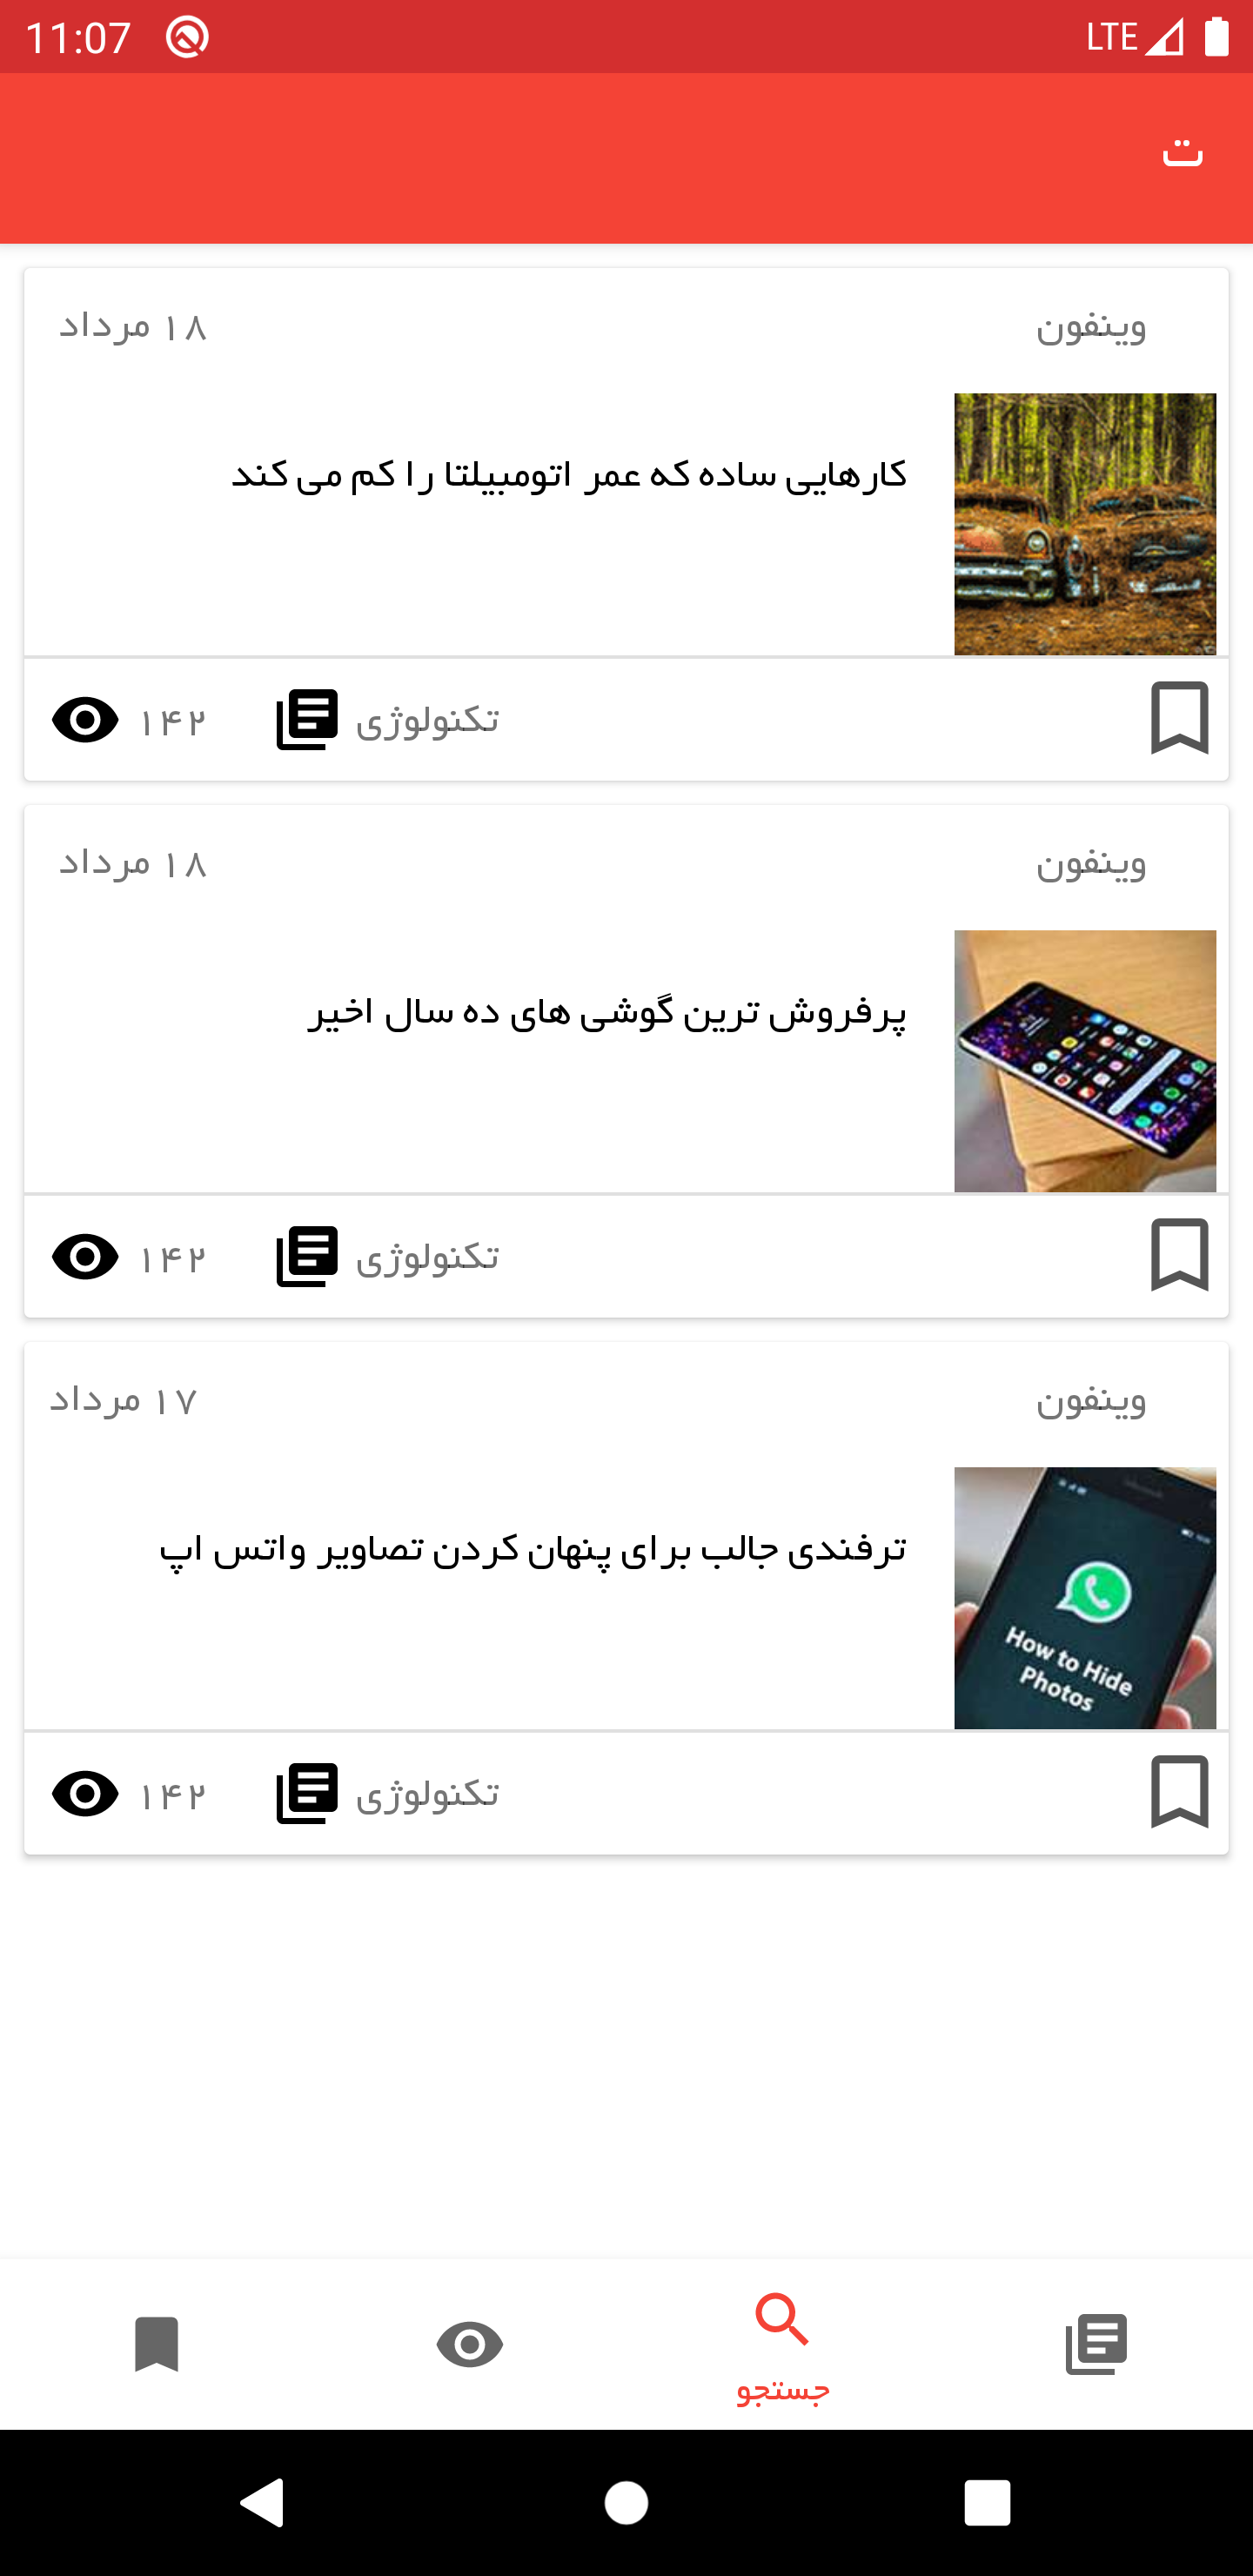 11:07 LTE
ت
وینفون ۱۸ مرداد
کارهایی ساده که عمر اتومبیلتا را کم می کند
تکنولوژی ۱۴۲
وینفون ۱۸ مرداد
پرفروش ترین گوشی های ده سال اخیر
تکنولوژی ۱۴۲
وینفون ۱۷ مرداد
ترفندی جالب برای پنهان کردن تصاویر واتس اپ
How to Hide
Photos
تکنولوژی ۱۴۲
جستجو